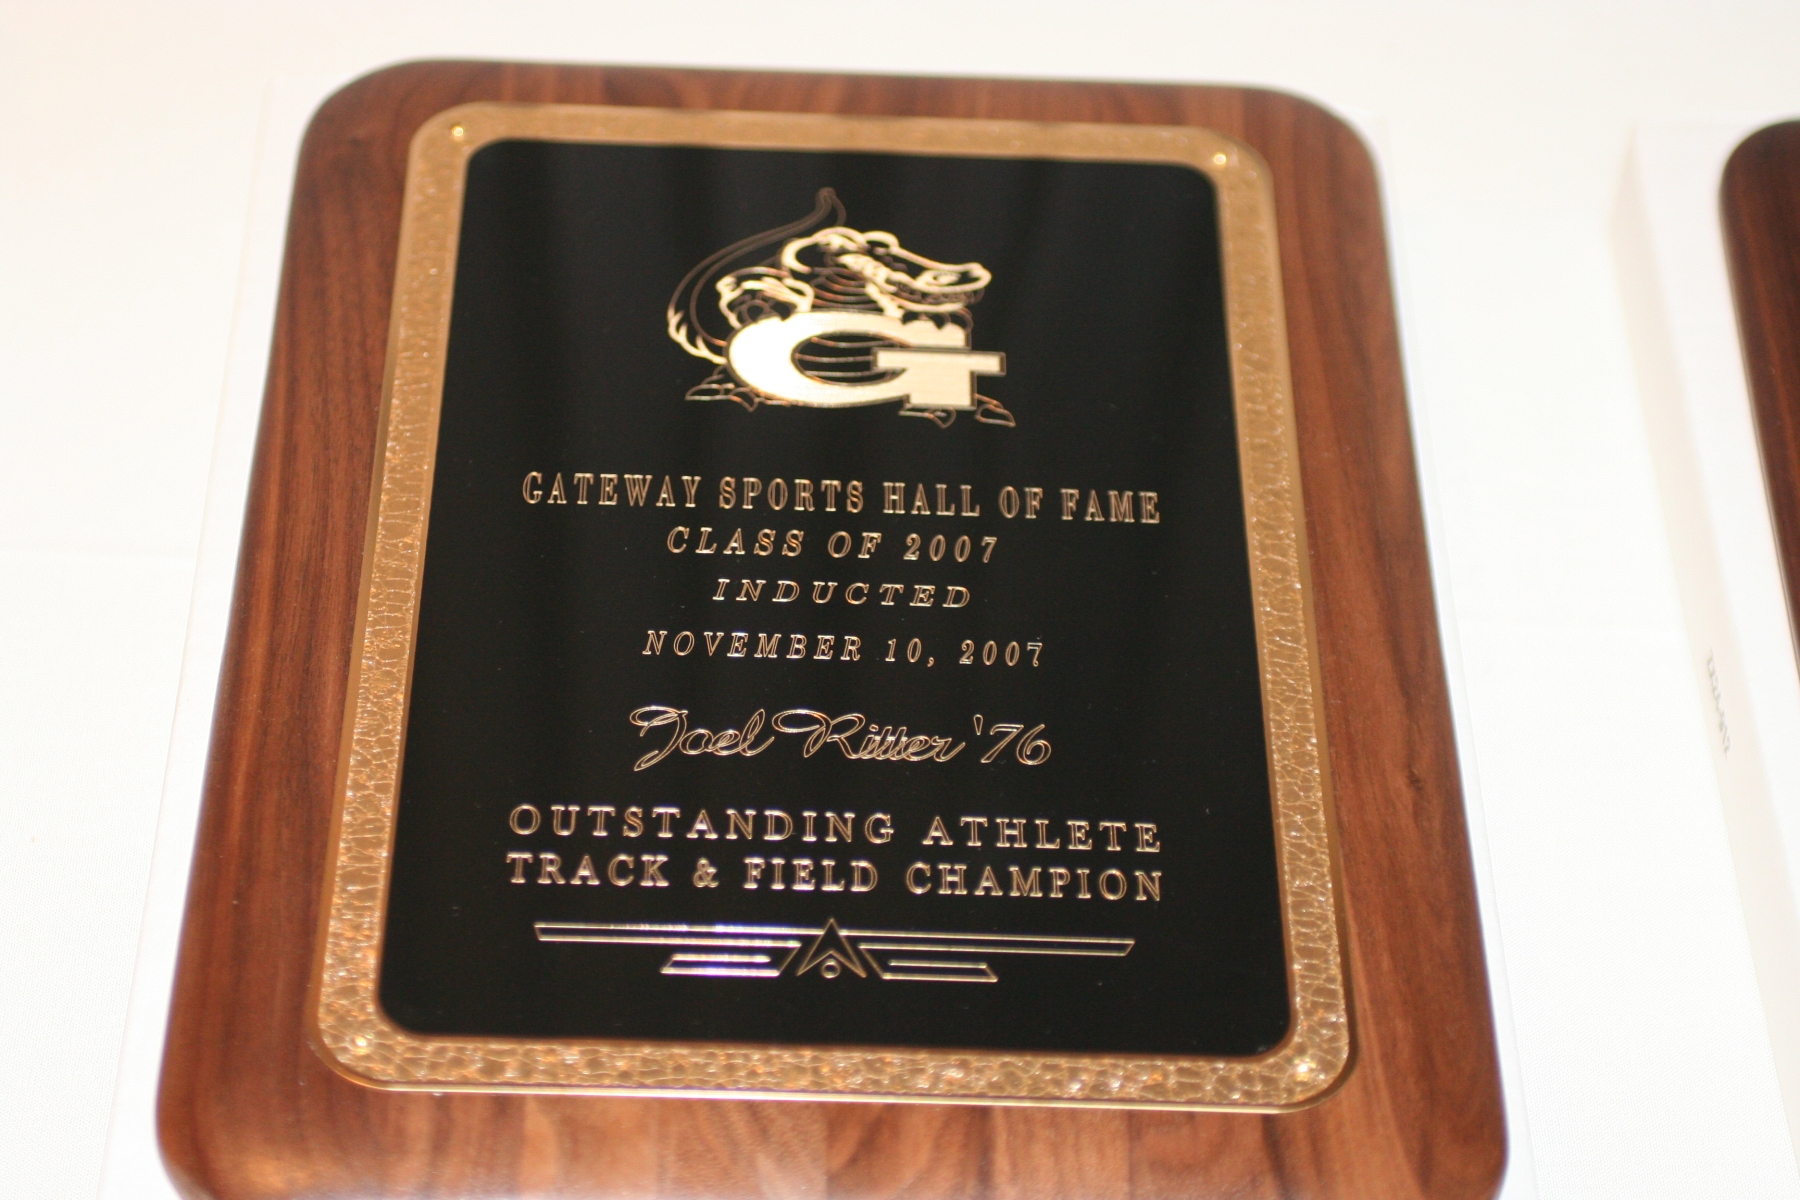 G
GATEWAY SPORTS HALL OF FAME
CLASS OF 2007
INDUCTED
NOVEMBER 10, 2007
Joel Ritter '76
OUTSTANDING ATHLETE
TRACK & FIELD CHAMPION